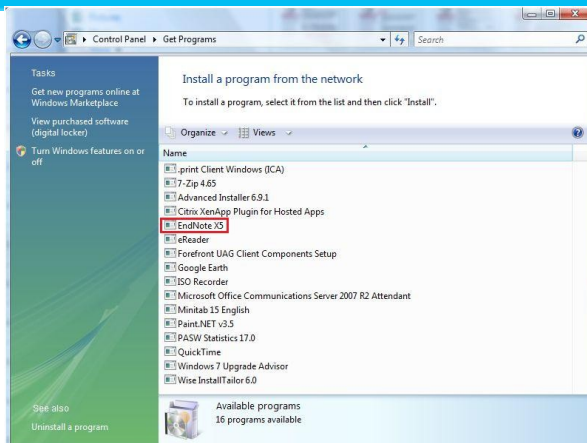 Control Panel ▸ Get Programs
Search
Tasks
Get new programs online at
Windows Marketplace
View purchased software
(digital locker)
Turn Windows features on or
off
Install a program from the network
To install a program, select it from the list and then click "Install".
Organize
Views
Name
.print Client Windows (ICA)
7-Zip 4.65
Advanced Installer 6.9.1
Citrix XenApp Plugin for Hosted Apps
EndNote X5
eReader
Forefront UAG Client Components Setup
Google Earth
ISO Recorder
Microsoft Office Communications Server 2007 R2 Attendant
Minitab 15 English
Paint.NET v3.5
PASW Statistics 17.0
QuickTime
Windows 7 Upgrade Advisor
Wise InstallTailor 6.0
See also
Uninstall a program
Available programs
16 programs available